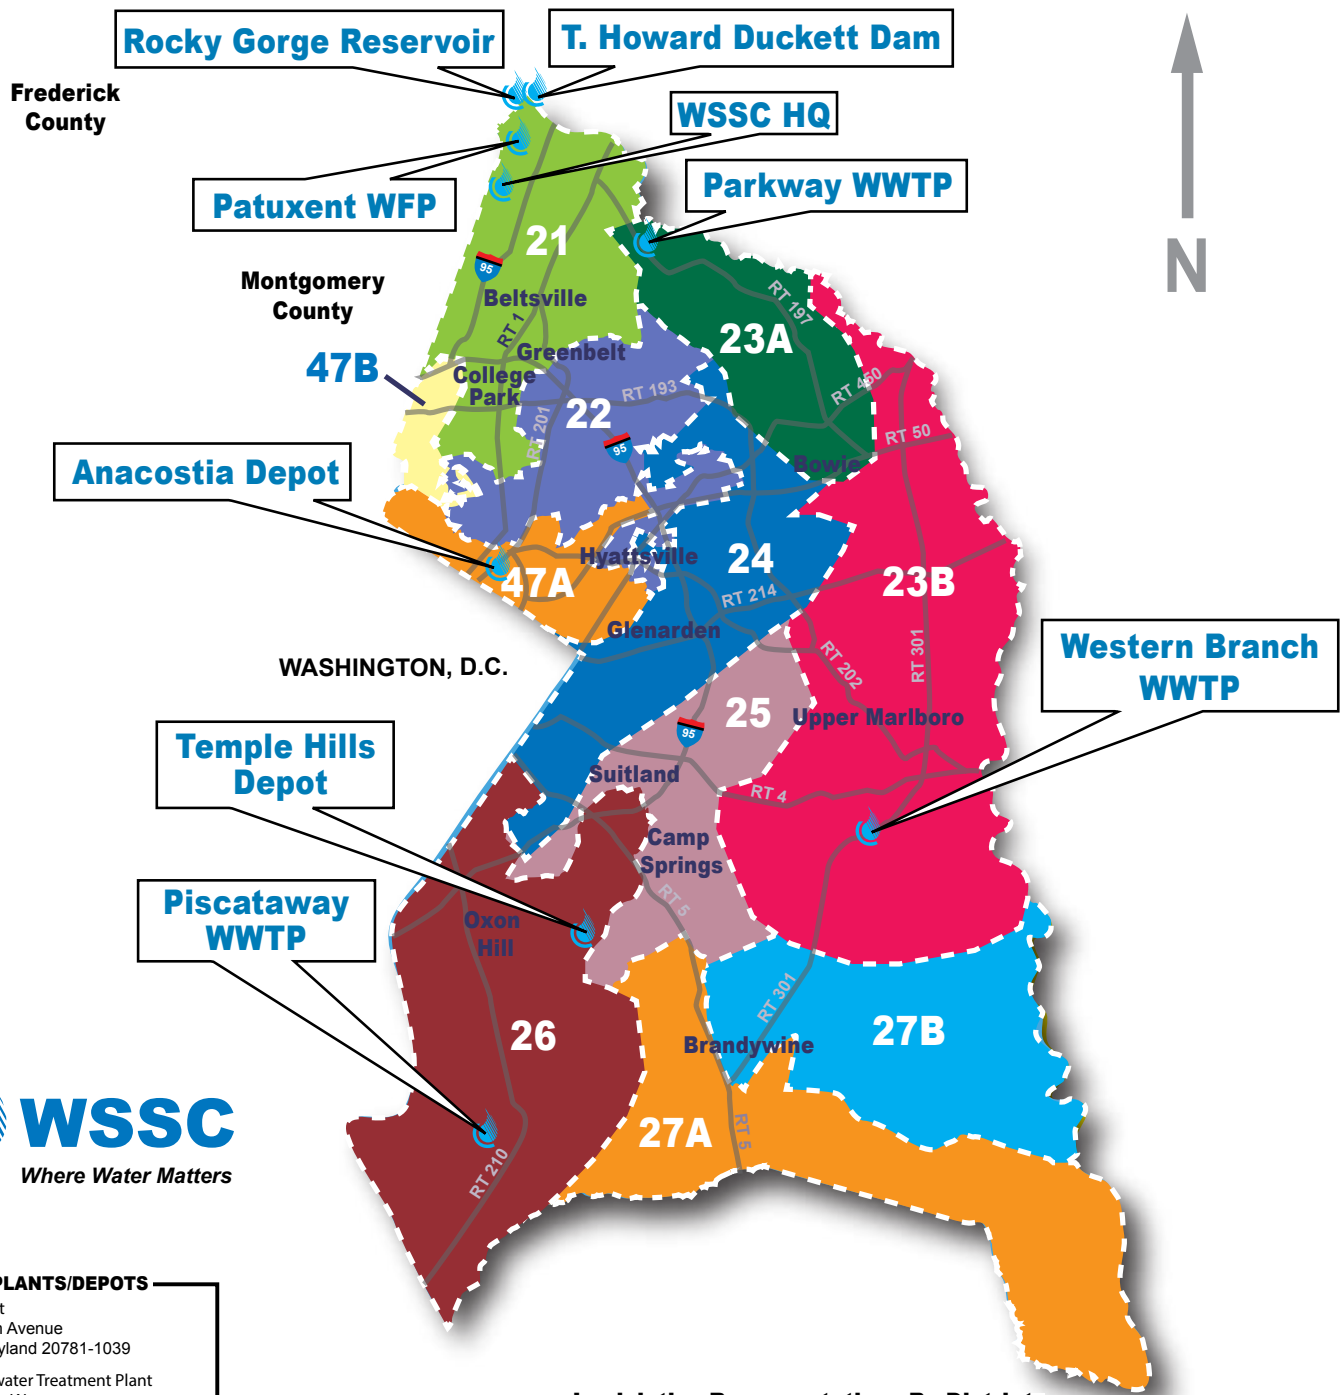 Rocky Gorge Reservoir
T. Howard Duckett Dam
Frederick
County
WSSC HQ
Parkway WWTP
Patuxent WFP
N
21
95
Montgomery
County
Beltsville
RT 197
RT 1
23A
Greenbelt
47B
College
Park
RT 193
RT 450
22
RT 201
95
RT 50
Bowie
Anacostia Depot
Hyattsville
24
47A
23B
RT 214
Glenarden
WASHINGTON, D.C.
RT 202
RT 301
Western Branch
WWTP
25
Upper Marlboro
95
Temple Hills
Depot
Suitland
RT 4
Camp
Springs
Piscataway
WWTP
RT 5
Oxon
Hill
RT 301
26
27B
Brandywine
WSSC
Where Water Matters
27A
RT 5
RT 210
PLANTS/DEPOTS
Avenue
20781-1039
Treatment Plant